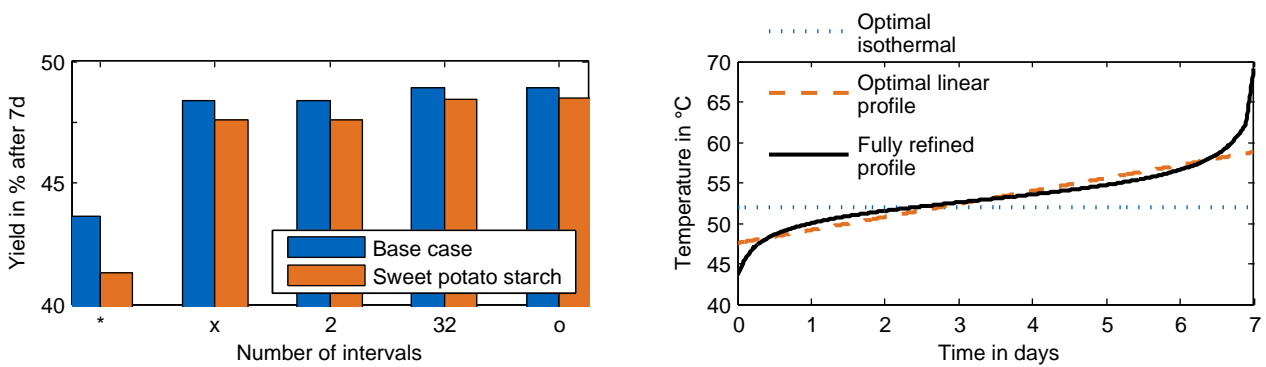 50
45
40
Yield in % after 7d
Base case
Sweet potato starch
* x 2 32 o
Number of intervals
Optimal
isothermal
Optimal linear
profile
Fully refined
profile
70
65
60
55
50
45
40
Temperature in °C
0 1 2 3 4 5 6 7
Time in days